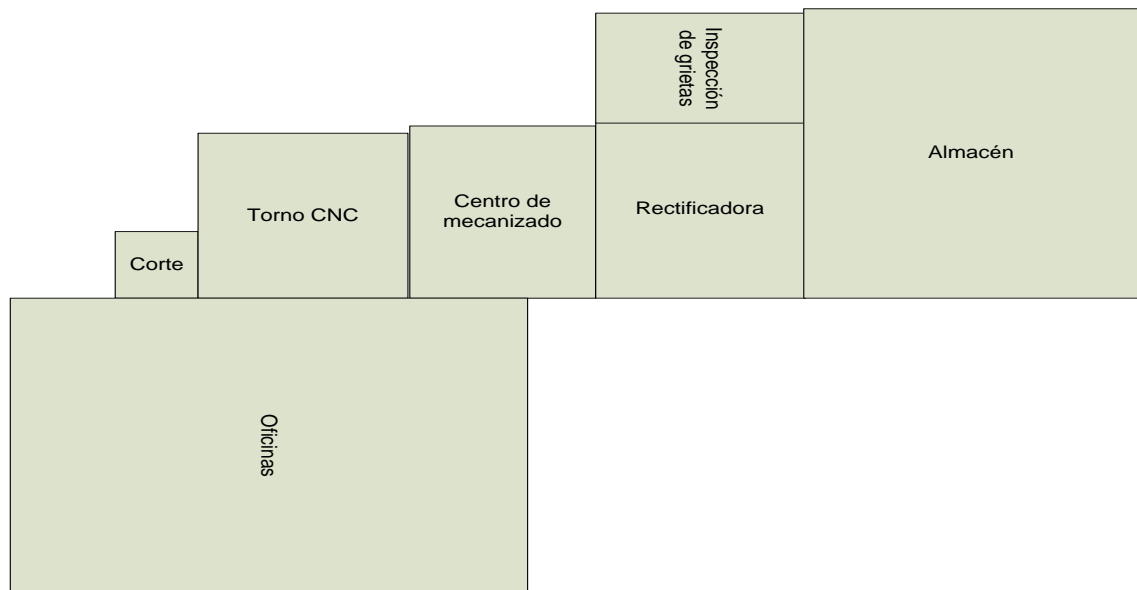 Inspección
de grietas
Almacén
Centro de
mecanizado
Rectificadora
Torno CNC
Corte
Oficinas